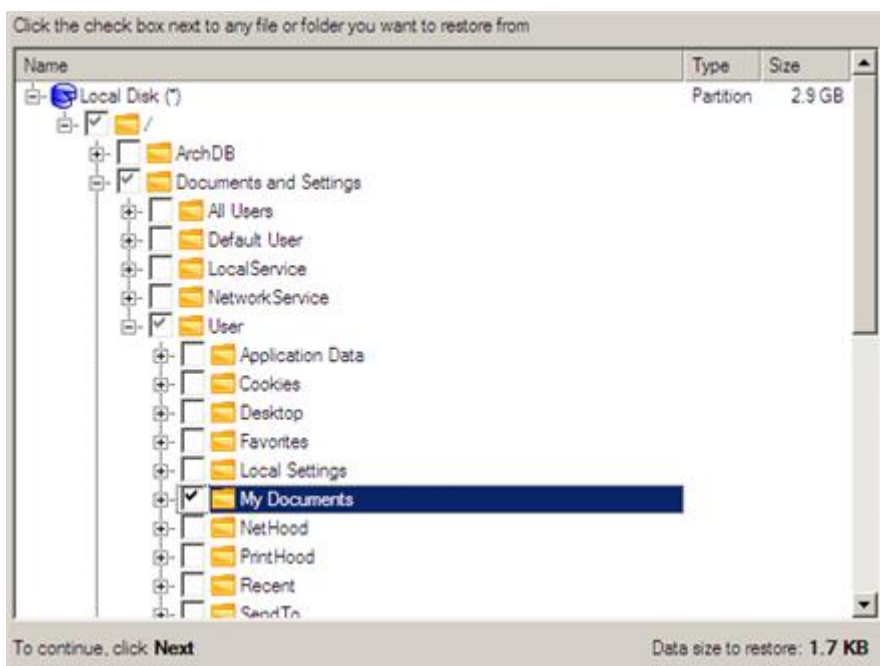 Click the check box next to any file or folder you want to restore from
Name Type Size
Local Disk (*) Partition 2.9 GB
/
ArchDB
Documents and Settings
All Users
Default User
LocalService
NetworkService
User
Application Data
Cookies
Desktop
Favorites
Local Settings
My Documents
NetHood
PrintHood
Recent
SendTo
To continue, click Next Data size to restore: 1.7 KB